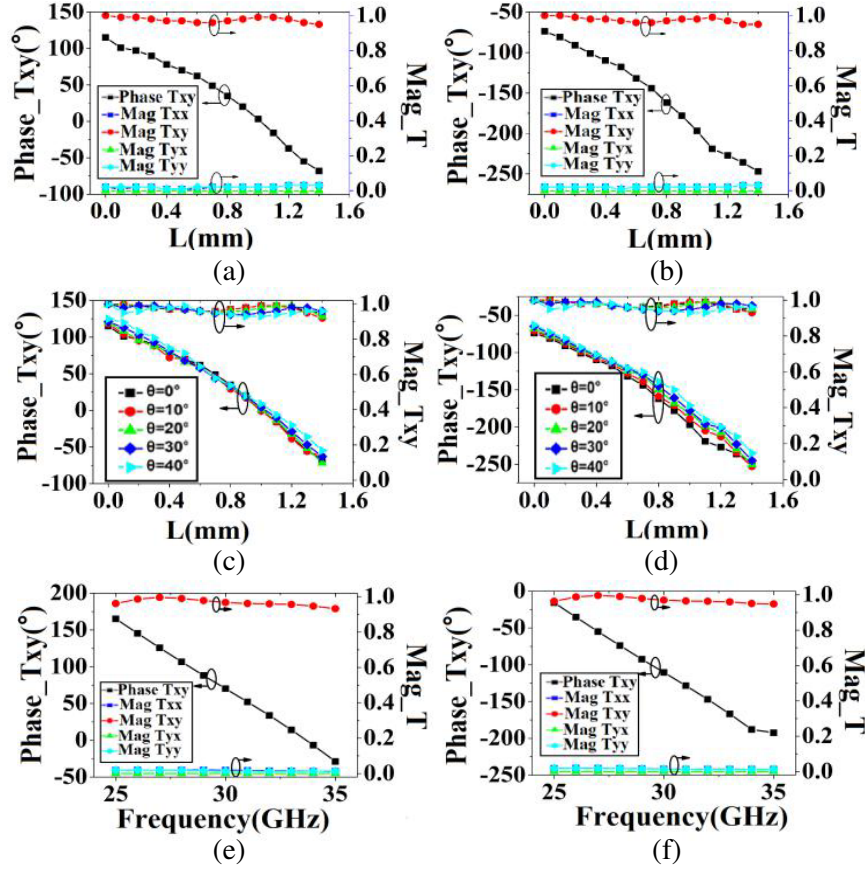 150
100
50
0
-50
-100
Phase_Txy(°)
1.0
0.8
0.6
0.4
0.2
0.0
Mag_T
Phase Txy
Mag Txx
Mag Txy
Mag Tyx
Mag Tyy
0.0 0.4 0.8 1.2 1.6
L(mm)
(a)
-50
-100
-150
-200
-250
Phase_Txy(°)
1.0
0.8
0.6
0.4
0.2
0.0
Mag_T
Phase Txy
Mag Txx
Mag Txy
Mag Tyx
Mag Tyy
0.0 0.4 0.8 1.2 1.6
L(mm)
(b)
150
100
50
0
-50
-100
Phase_Txy(°)
1.0
0.8
0.6
0.4
0.2
0.0
Mag_Txy
θ=0°
θ=10°
θ=20°
θ=30°
θ=40°
0.0 0.4 0.8 1.2 1.6
L(mm)
(c)
-50
-100
-150
-200
-250
Phase_Txy(°)
1.0
0.8
0.6
0.4
0.2
0.0
Mag_Txy
θ=0°
θ=10°
θ=20°
θ=30°
θ=40°
0.0 0.4 0.8 1.2 1.6
L(mm)
(d)
200
150
100
50
0
-50
Phase_Txy(°)
1.0
0.8
0.6
0.4
0.2
0.0
Mag_T
Phase Txy
Mag Txx
Mag Txy
Mag Tyx
Mag Tyy
25 30 35
Frequency(GHz)
(e)
0
-50
-100
-150
-200
-250
Phase_Txy(°)
1.0
0.8
0.6
0.4
0.2
0.0
Mag_T
Phase Txy
Mag Txx
Mag Txy
Mag Tyx
Mag Tyy
25 30 35
Frequency(GHz)
(f)